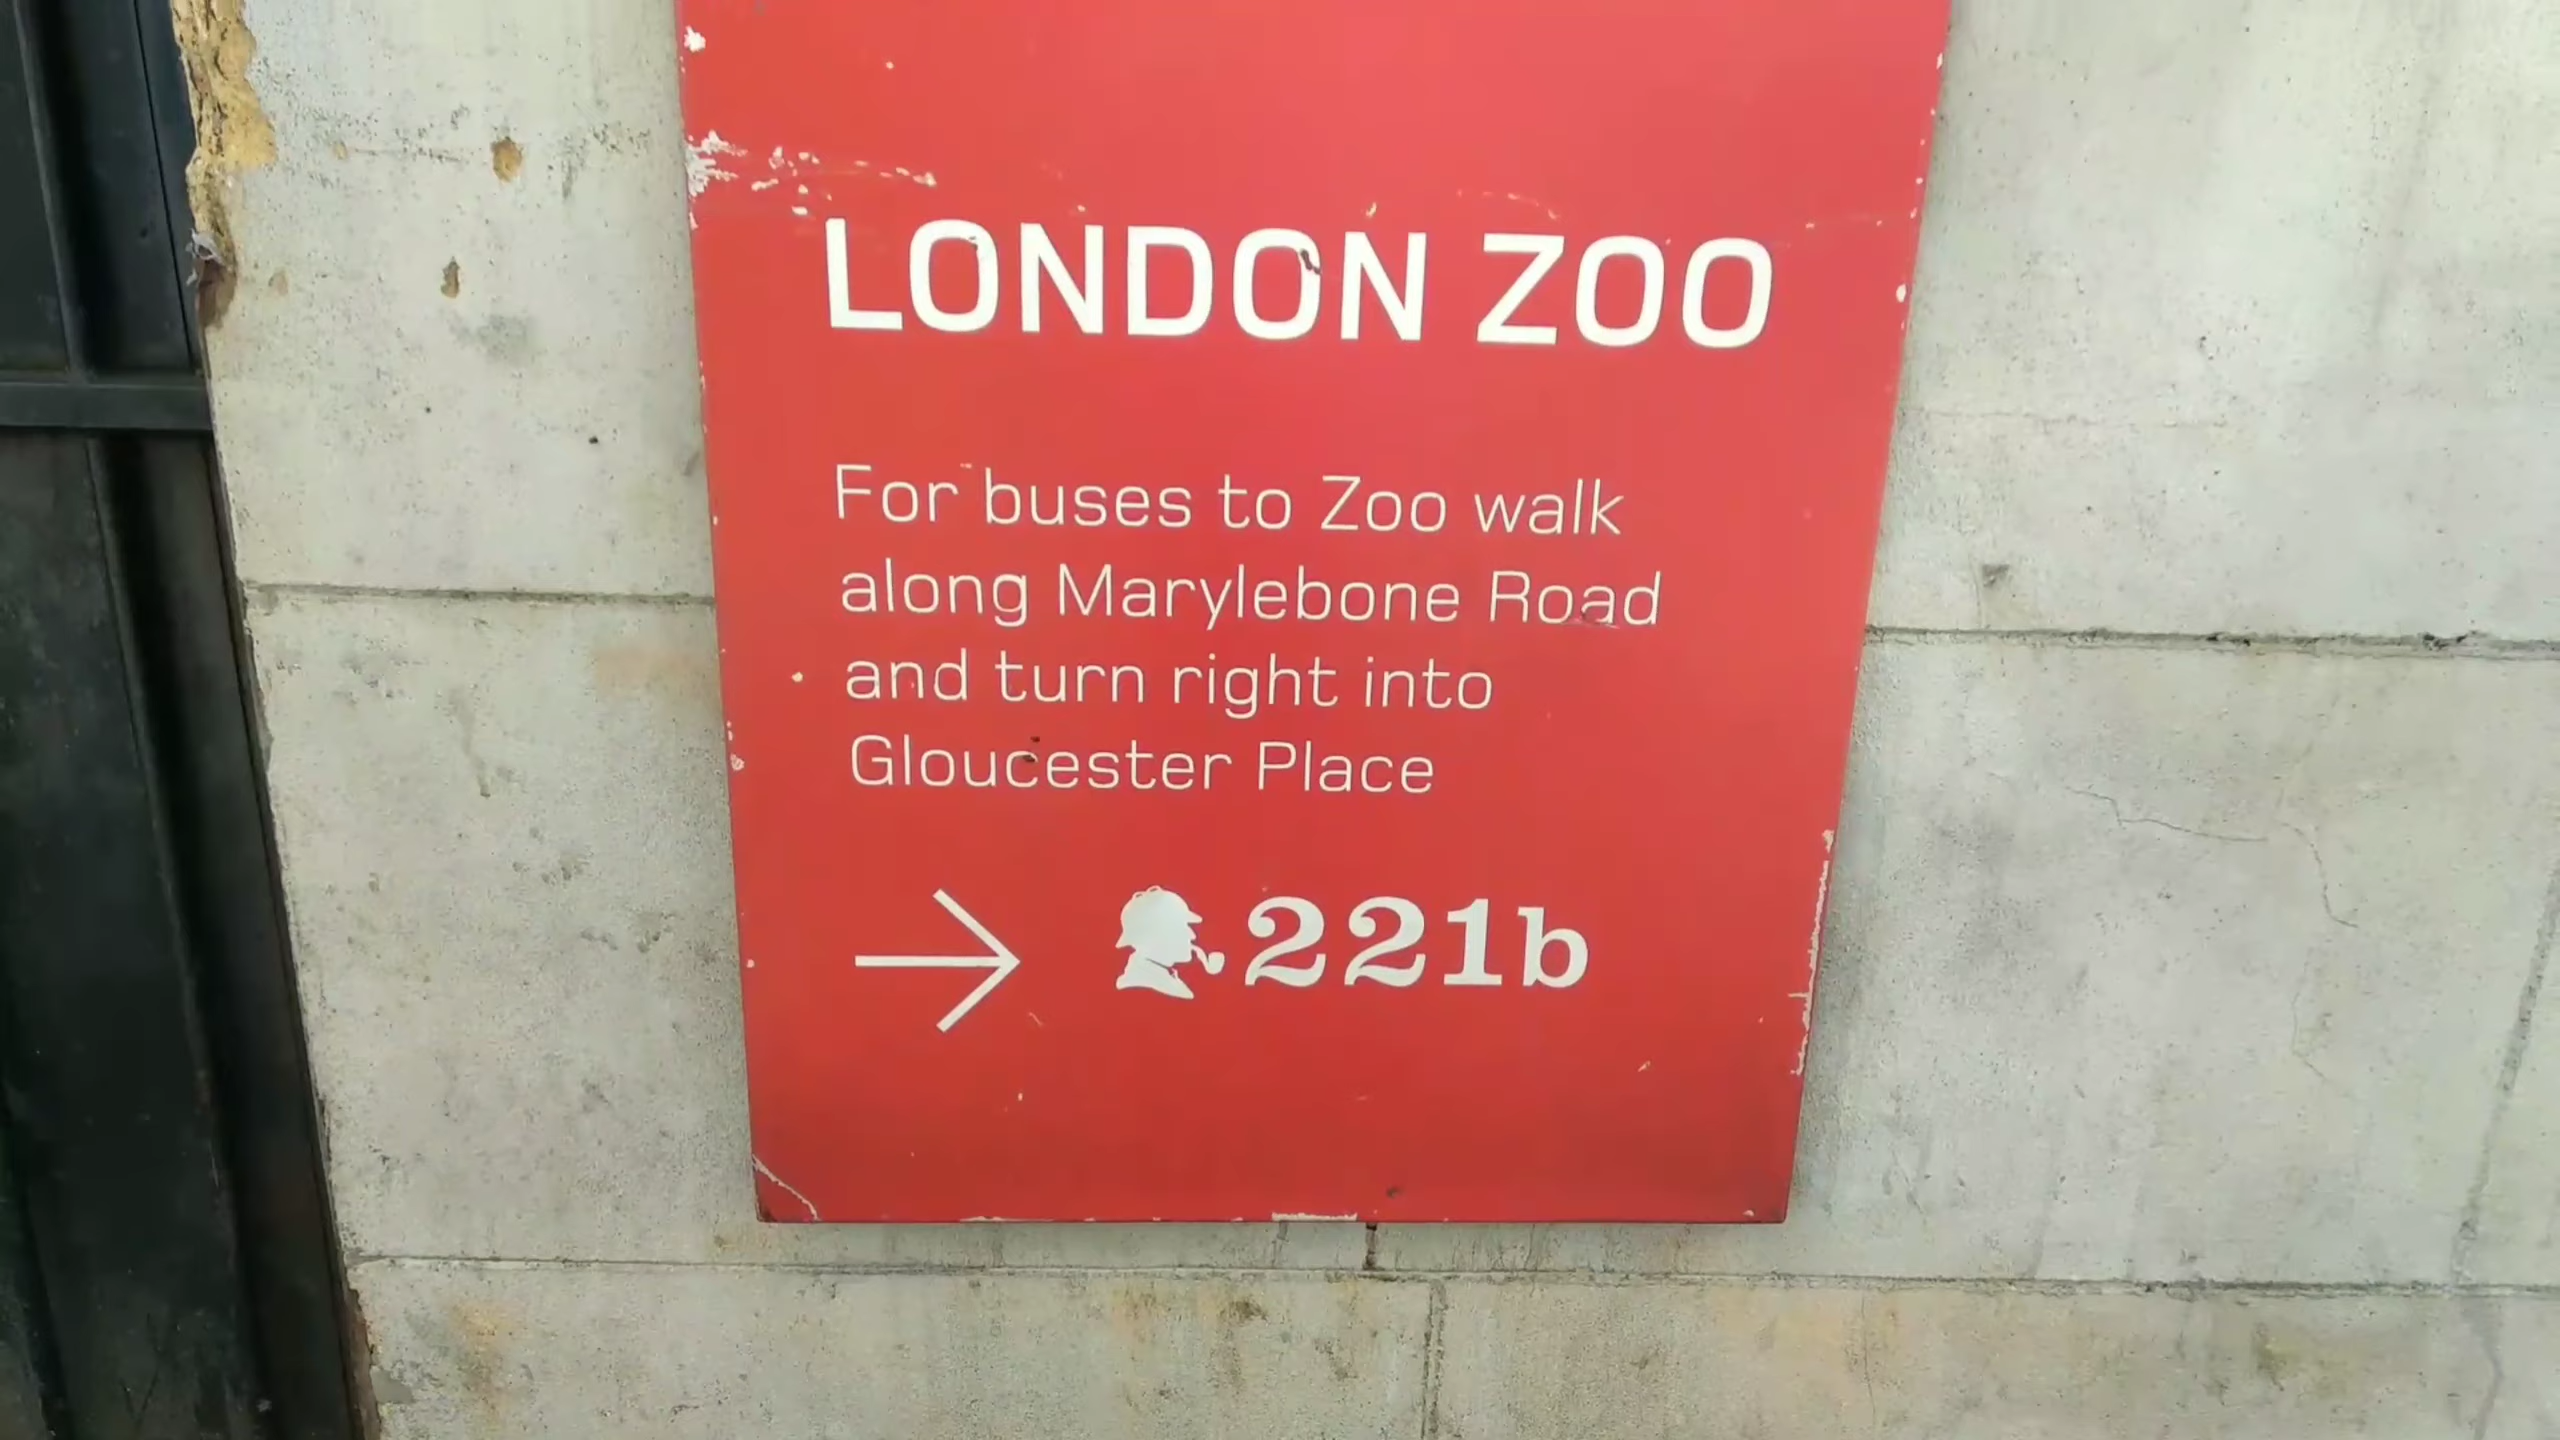 LONDON ZOO
For buses to Zoo walk
along Marylebone Road
and turn right into
Gloucester Place
221b